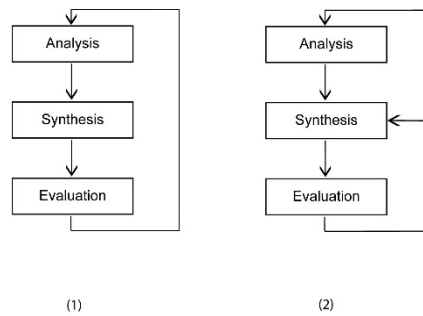 Analysis
Analysis
Synthesis
Synthesis
Evaluation
Evaluation
(1)
(2)